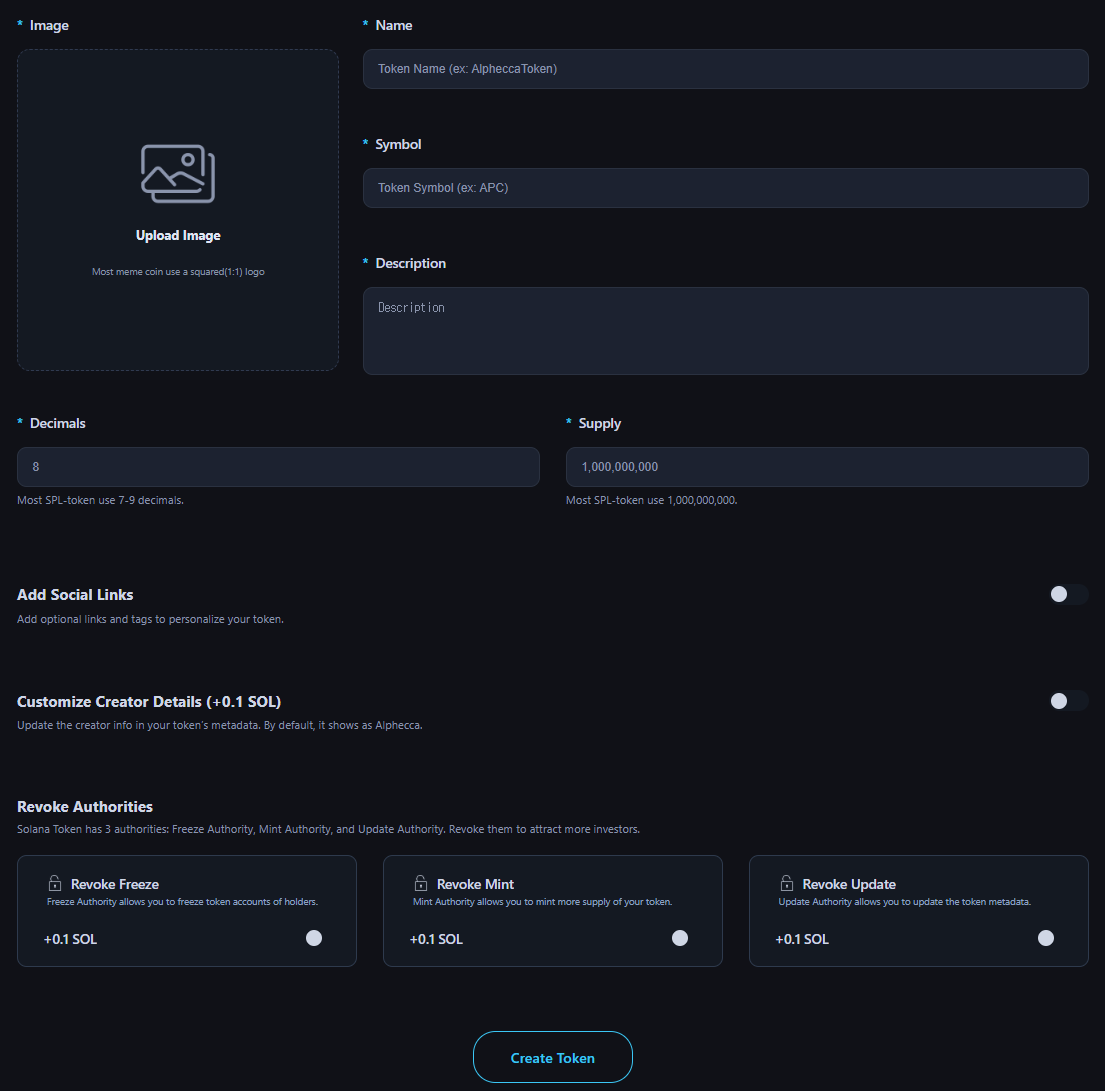 * Image
* Name
Token Name (ex: AlpheccaToken)
* Symbol
Token Symbol (ex: APC)
Upload Image
Most meme coin use a squared(1:1) logo
* Description
Description
* Decimals
* Supply
8
1,000,000,000
Most SPL-token use 7-9 decimals.
Most SPL-token use 1,000,000,000.
Add Social Links
Add optional links and tags to personalize your token.
Customize Creator Details (+0.1 SOL)
Update the creator info in your token's metadata. By default, it shows as Alphecca.
Revoke Authorities
Solana Token has 3 authorities: Freeze Authority, Mint Authority, and Update Authority. Revoke them to attract more investors.
Revoke Freeze
Freeze Authority allows you to freeze token accounts of holders.
+0.1 SOL
Revoke Mint
Mint Authority allows you to mint more supply of your token.
+0.1 SOL
Revoke Update
Update Authority allows you to update the token metadata.
+0.1 SOL
Create Token